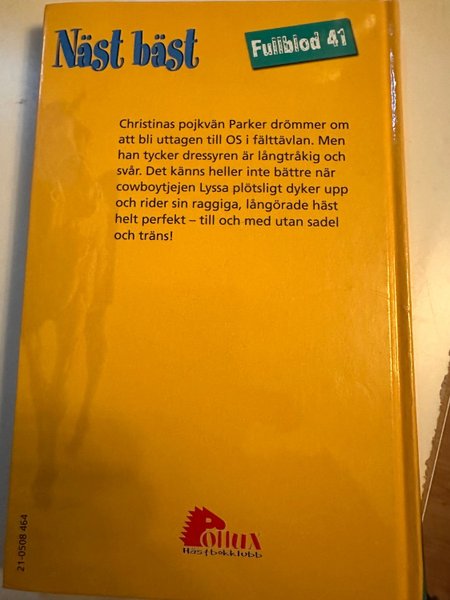 Näst bäst
Fullblod 41
Christinas pojkvän Parker drömmer om
att bli uttagen till OS i fälttävlan. Men
han tycker dressyren är långtråkig och
svår. Det känns heller inte bättre när
cowboytjejen Lyssa plötsligt dyker upp
och rider sin raggiga, långörade häst
helt perfekt – till och med utan sadel
och träns!
Pollux
Hästbokklubb
21-0508 464